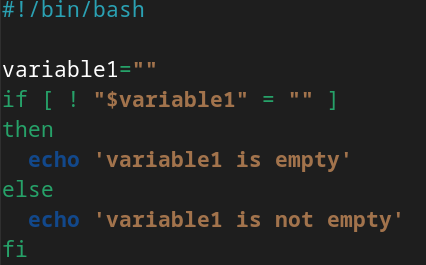 #!/bin/bash

variable1=""
if [ ! "$variable1" = "" ]
then
  echo 'variable1 is empty'
else
  echo 'variable1 is not empty'
fi